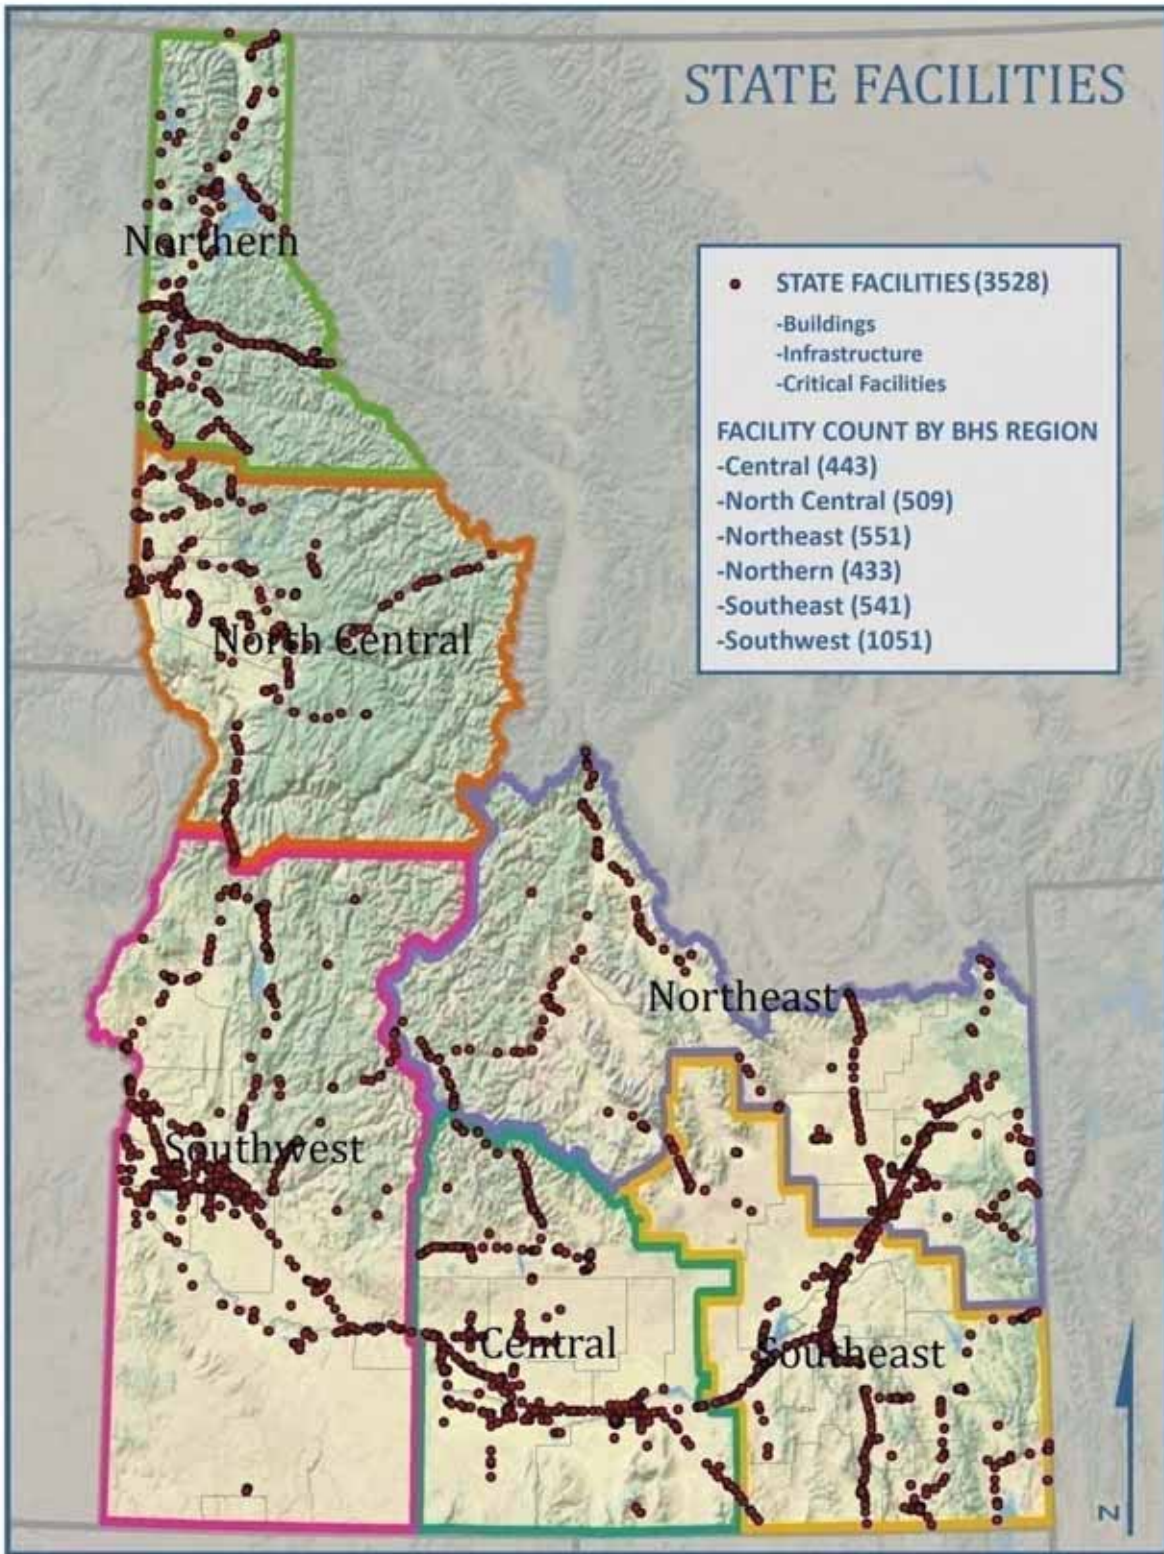 STATE FACILITIES
Northern
STATE FACILITIES (3528)
-Buildings
-Infrastructure
-Critical Facilities
FACILITY COUNT BY BHS REGION
-Central (443)
-North Central (509)
-Northeast (551)
-Northern (433)
-Southeast (541)
-Southwest (1051)
North Central
Northeast
Southwest
Central
Southeast
N